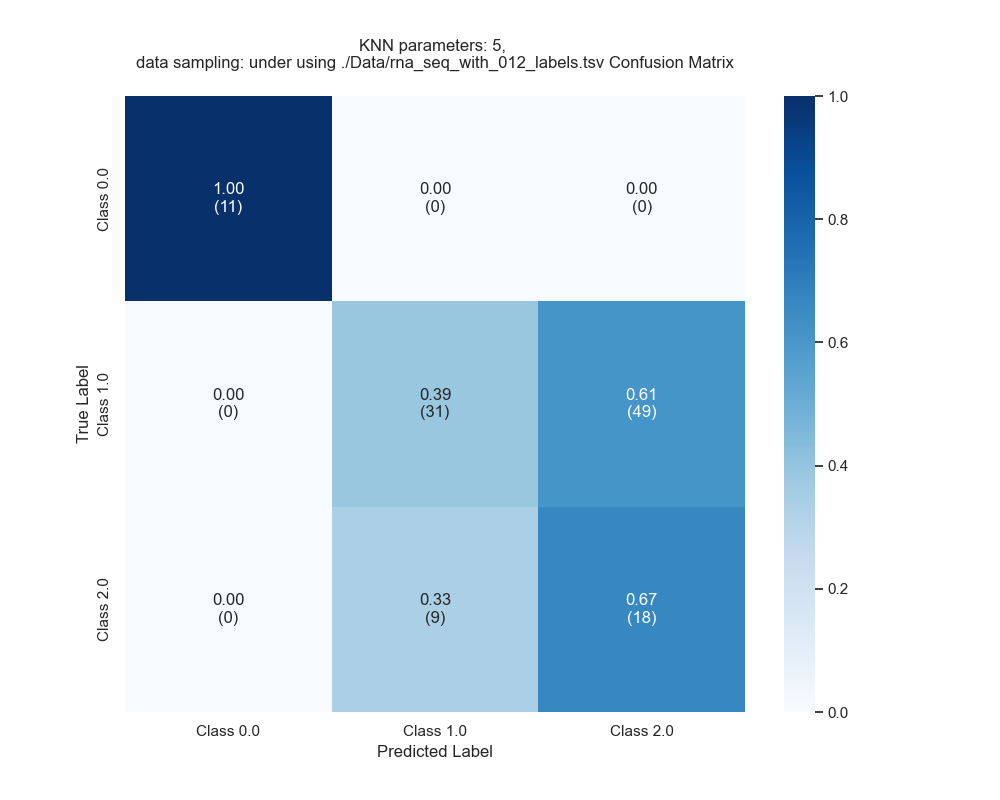 KNN parameters: 5,
data sampling: under using ./Data/rna_seq_with_012_labels.tsv Confusion Matrix
True Label
Class 0.0
1.00
(11)
0.00
(0)
0.00
(0)
Class 1.0
0.00
(0)
0.39
(31)
0.61
(49)
Class 2.0
0.00
(0)
0.33
(9)
0.67
(18)
Class 0.0
Class 1.0
Class 2.0
Predicted Label
1.0
0.8
0.6
0.4
0.2
0.0